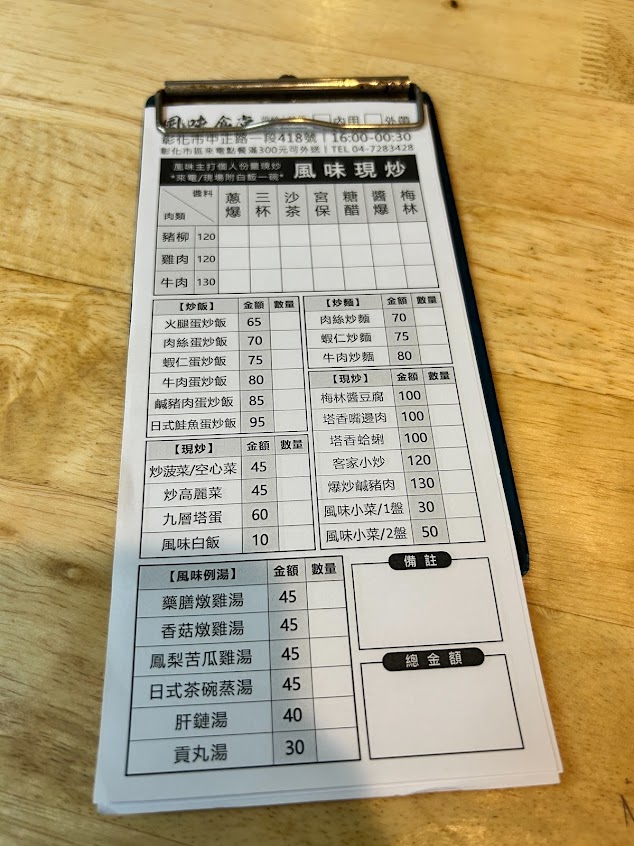 風味食堂 內用 外帶
彰化市中正路一段418號 | 16:00-00:30
彰化市區來電點餐滿300元可外送 | TEL 04-7283428
風味主打個人份量現炒
*來電/現場附白飯一碗*
風味現炒
醬料 肉類 蔥爆 三杯 沙茶 宮保 糖醋 醬爆 梅林
豬柳 120
雞肉 120
牛肉 130
【炒飯】 金額 數量
火腿蛋炒飯 65
肉絲蛋炒飯 70
蝦仁蛋炒飯 75
牛肉蛋炒飯 80
鹹豬肉蛋炒飯 85
日式鮭魚蛋炒飯 95
【炒麵】 金額 數量
肉絲炒麵 70
蝦仁炒麵 75
牛肉炒麵 80
【現炒】 金額 數量
梅林醬豆腐 100
塔香嘴邊肉 100
塔香蛤蜊 100
客家小炒 120
爆炒鹹豬肉 130
風味小菜/1盤 30
風味小菜/2盤 50
【現炒】 金額 數量
炒菠菜/空心菜 45
炒高麗菜 45
九層塔蛋 60
風味白飯 10
【風味例湯】 金額 數量
藥膳燉雞湯 45
香菇燉雞湯 45
鳳梨苦瓜雞湯 45
日式茶碗蒸湯 45
肝鏈湯 40
貢丸湯 30
備註
總金額